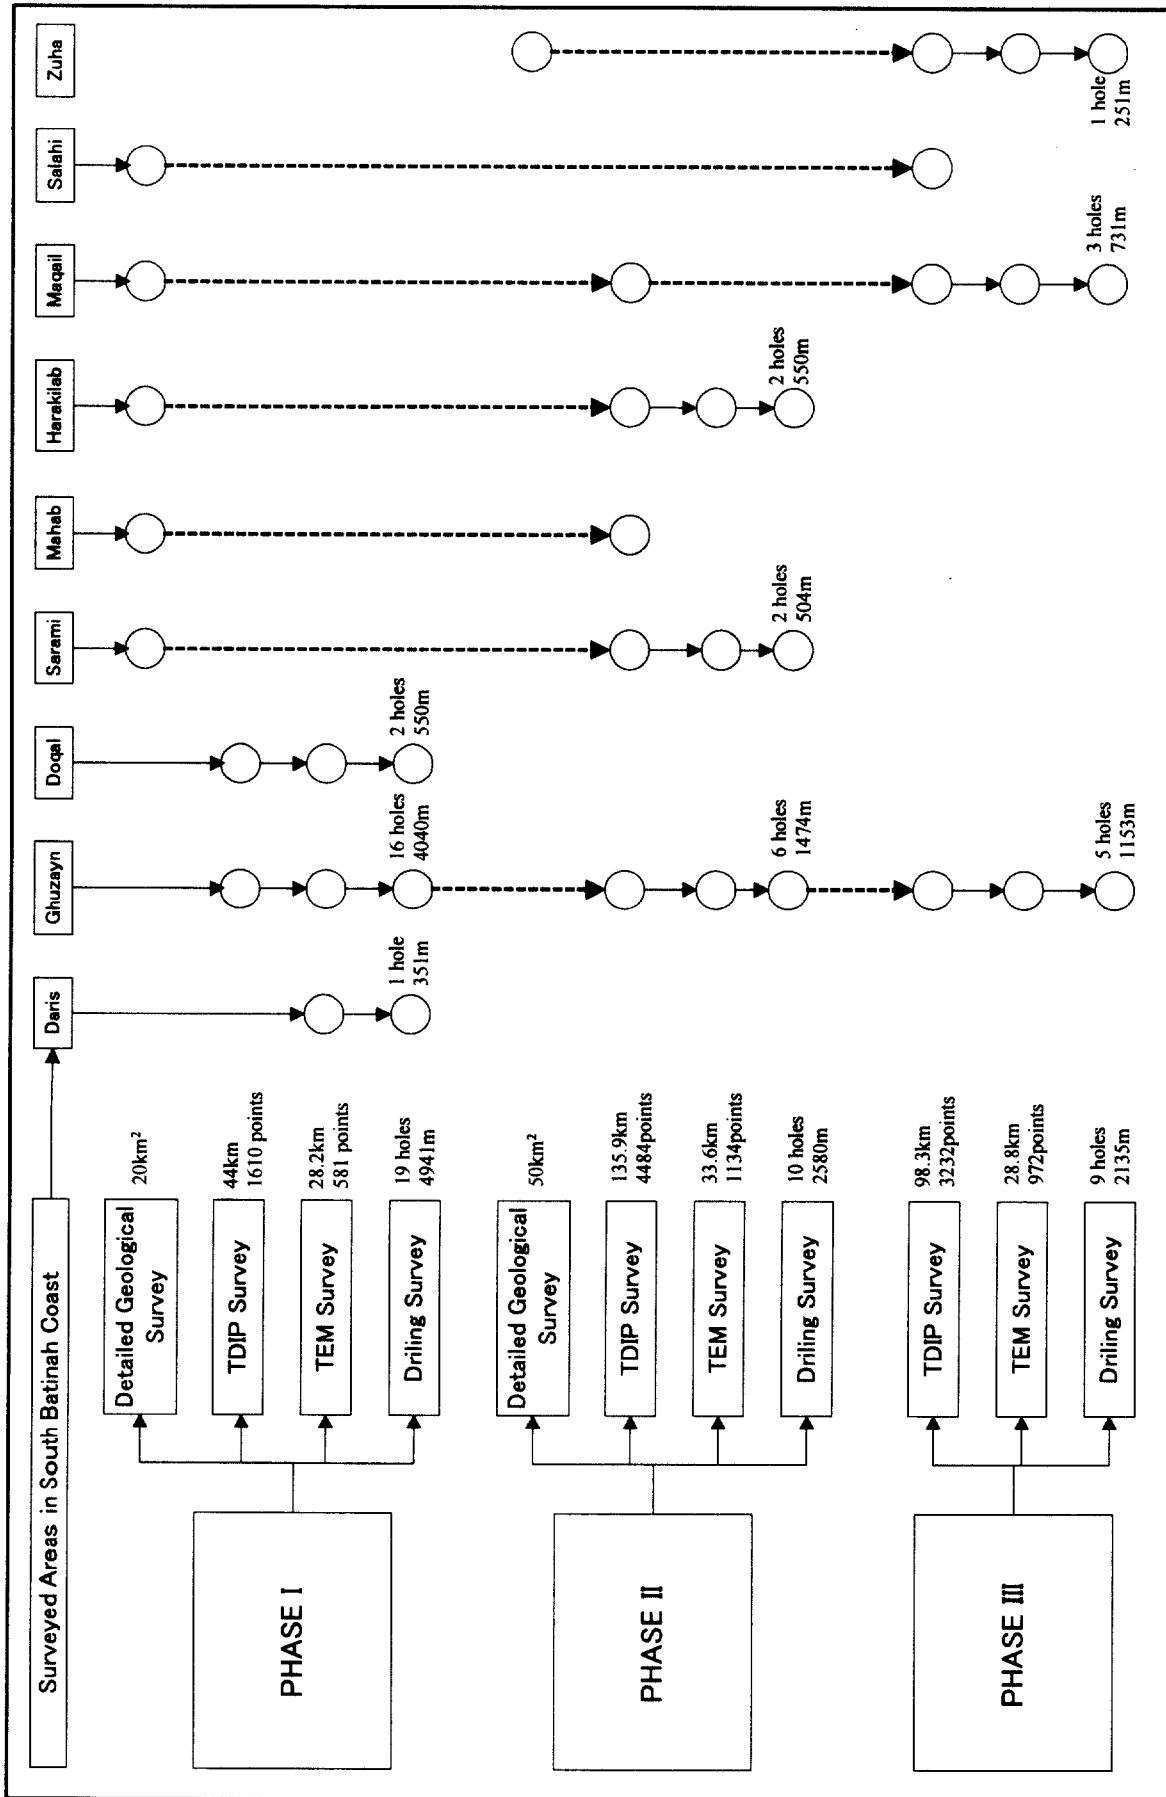 Surveyed Areas in South Batinah Coast
Daris
Ghuzayn
Doqal
Sarami
Mahab
Harakilab
Maqail
Salahi
Zuha
PHASE I
Detailed Geological
Survey
20km²
TDIP Survey
44km
1610 points
TEM Survey
28.2km
581 points
Driling Survey
19 holes
4941m
1 hole
351m
16 holes
4040m
2 holes
550m
PHASE II
Detailed Geological
Survey
50km²
TDIP Survey
135.9km
4484points
TEM Survey
33.6km
1134points
Driling Survey
10 holes
2580m
6 holes
1474m
2 holes
504m
2 holes
550m
PHASE III
TDIP Survey
98.3km
3232points
TEM Survey
28.8km
972points
Driling Survey
9 holes
2135m
5 holes
1153m
3 holes
731m
1 hole
251m